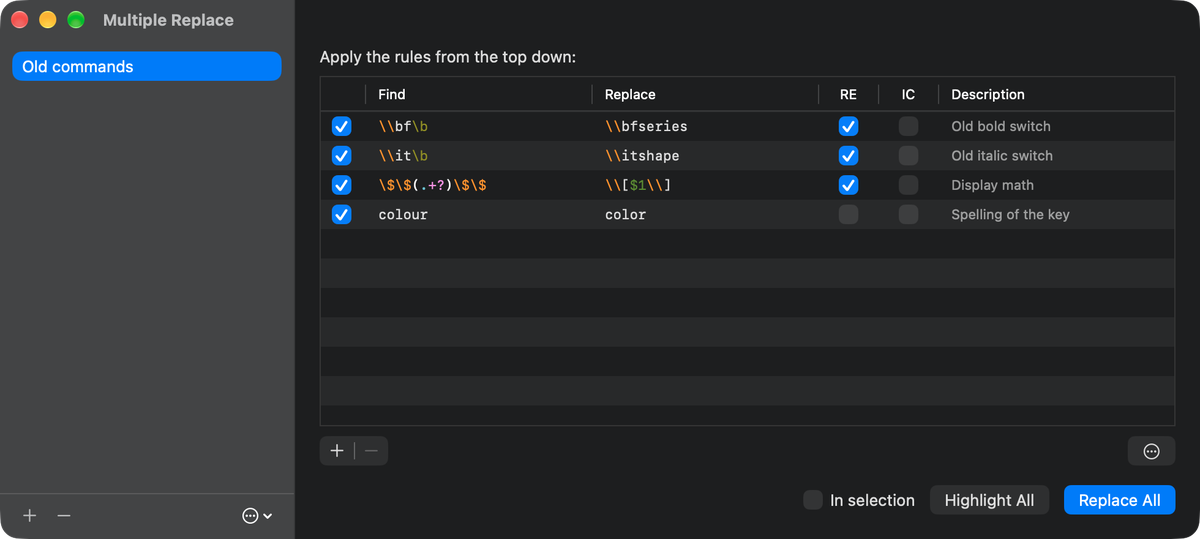 Multiple Replace
Old commands
Apply the rules from the top down:
Find Replace RE IC Description
\\bf\b \\bfseries Old bold switch
\\it\b \\itshape Old italic switch
\$\$(.+?)\$\$ \\[$1\\] Display math
colour color Spelling of the key
In selection Highlight All Replace All